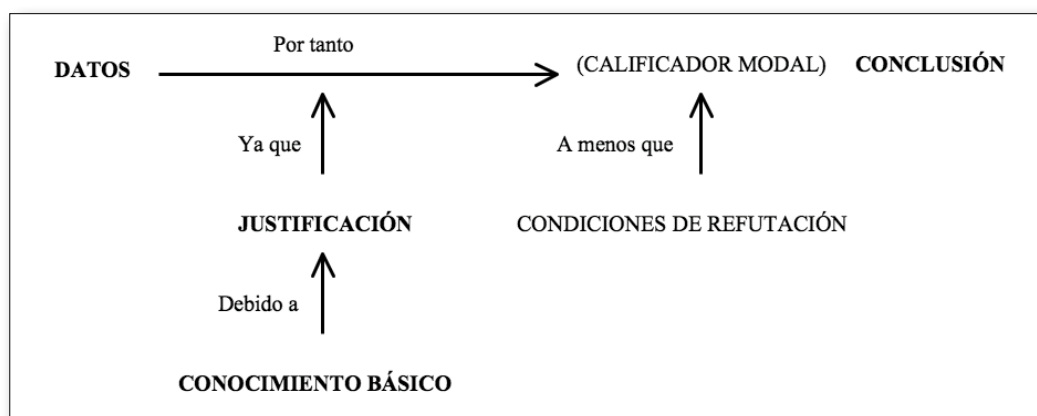 Por tanto
DATOS (CALIFICADOR MODAL) CONCLUSIÓN
Ya que A menos que
JUSTIFICACIÓN CONDICIONES DE REFUTACIÓN
Debido a
CONOCIMIENTO BÁSICO